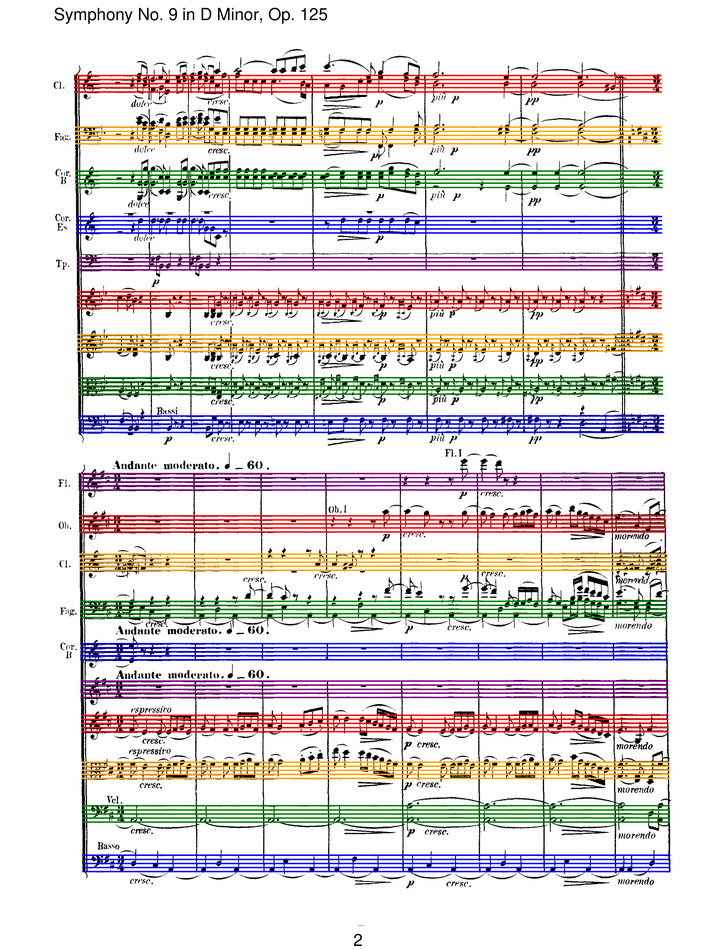 Symphony No. 9 in D Minor, Op. 125
Cl.
dolce cresc. p più p pp
Fag.
dolce cresc. p più p pp
Cor.
B
dolce cresc. p più p pp
Cor.
Es
dolce p
Tp.
p
cresc. p più p pp
cresc. p più p pp
cresc. p più p pp
Bassi
p cresc. p più p pp
Fl. I
Andante moderato. ♩ _ 60.
Fl.
p cresc.
Ob. I
Ob.
p cresc. morendo
Cl.
cresc. cresc. cresc. morendo
Fag.
cresc. p cresc. morendo
Andante moderato. ♩ _ 60.
Cor.
B
Andante moderato. ♩ _ 60.
espressivo
cresc. p cresc. morendo
espressivo
cresc. p cresc. morendo
Vcl.
cresc. p cresc. morendo
Basso
cresc. p cresc. morendo
2